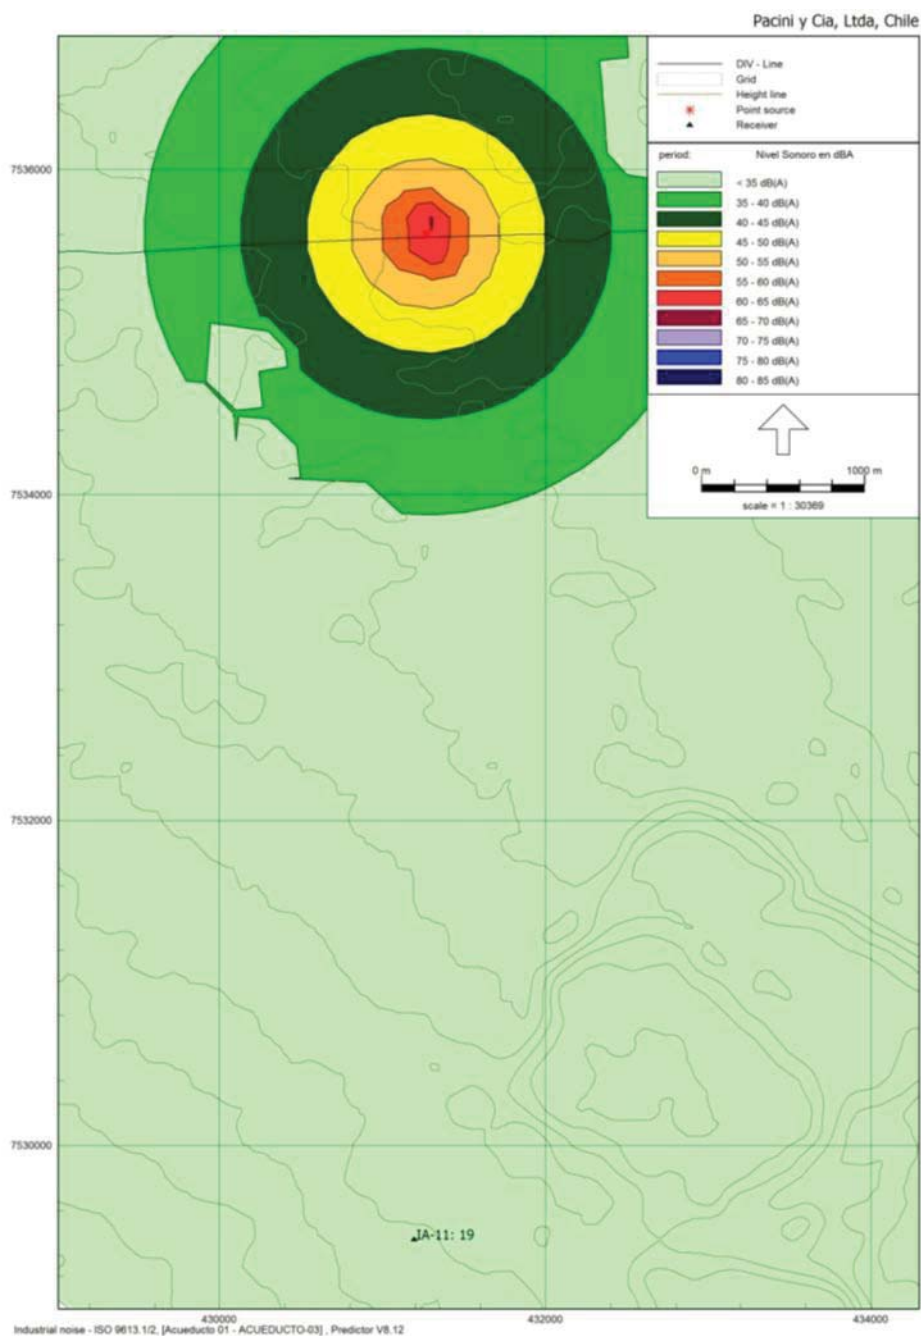 Pacini y Cia, Ltda, Chile
DIV - Line
Grid
Height line
Point source
Receiver
period: Nivel Sonoro en dBA
< 35 dB(A)
35 - 40 dB(A)
40 - 45 dB(A)
45 - 50 dB(A)
50 - 55 dB(A)
55 - 60 dB(A)
60 - 65 dB(A)
65 - 70 dB(A)
70 - 75 dB(A)
75 - 80 dB(A)
80 - 85 dB(A)
0 m 1000 m
scale = 1 : 30369
7536000
7534000
7532000
7530000
IA-11: 19
430000 432000 434000
Industrial noise - ISO 9613.1/2, [Acueducto 01 - ACUEDUCTO-03] , Predictor V8.12